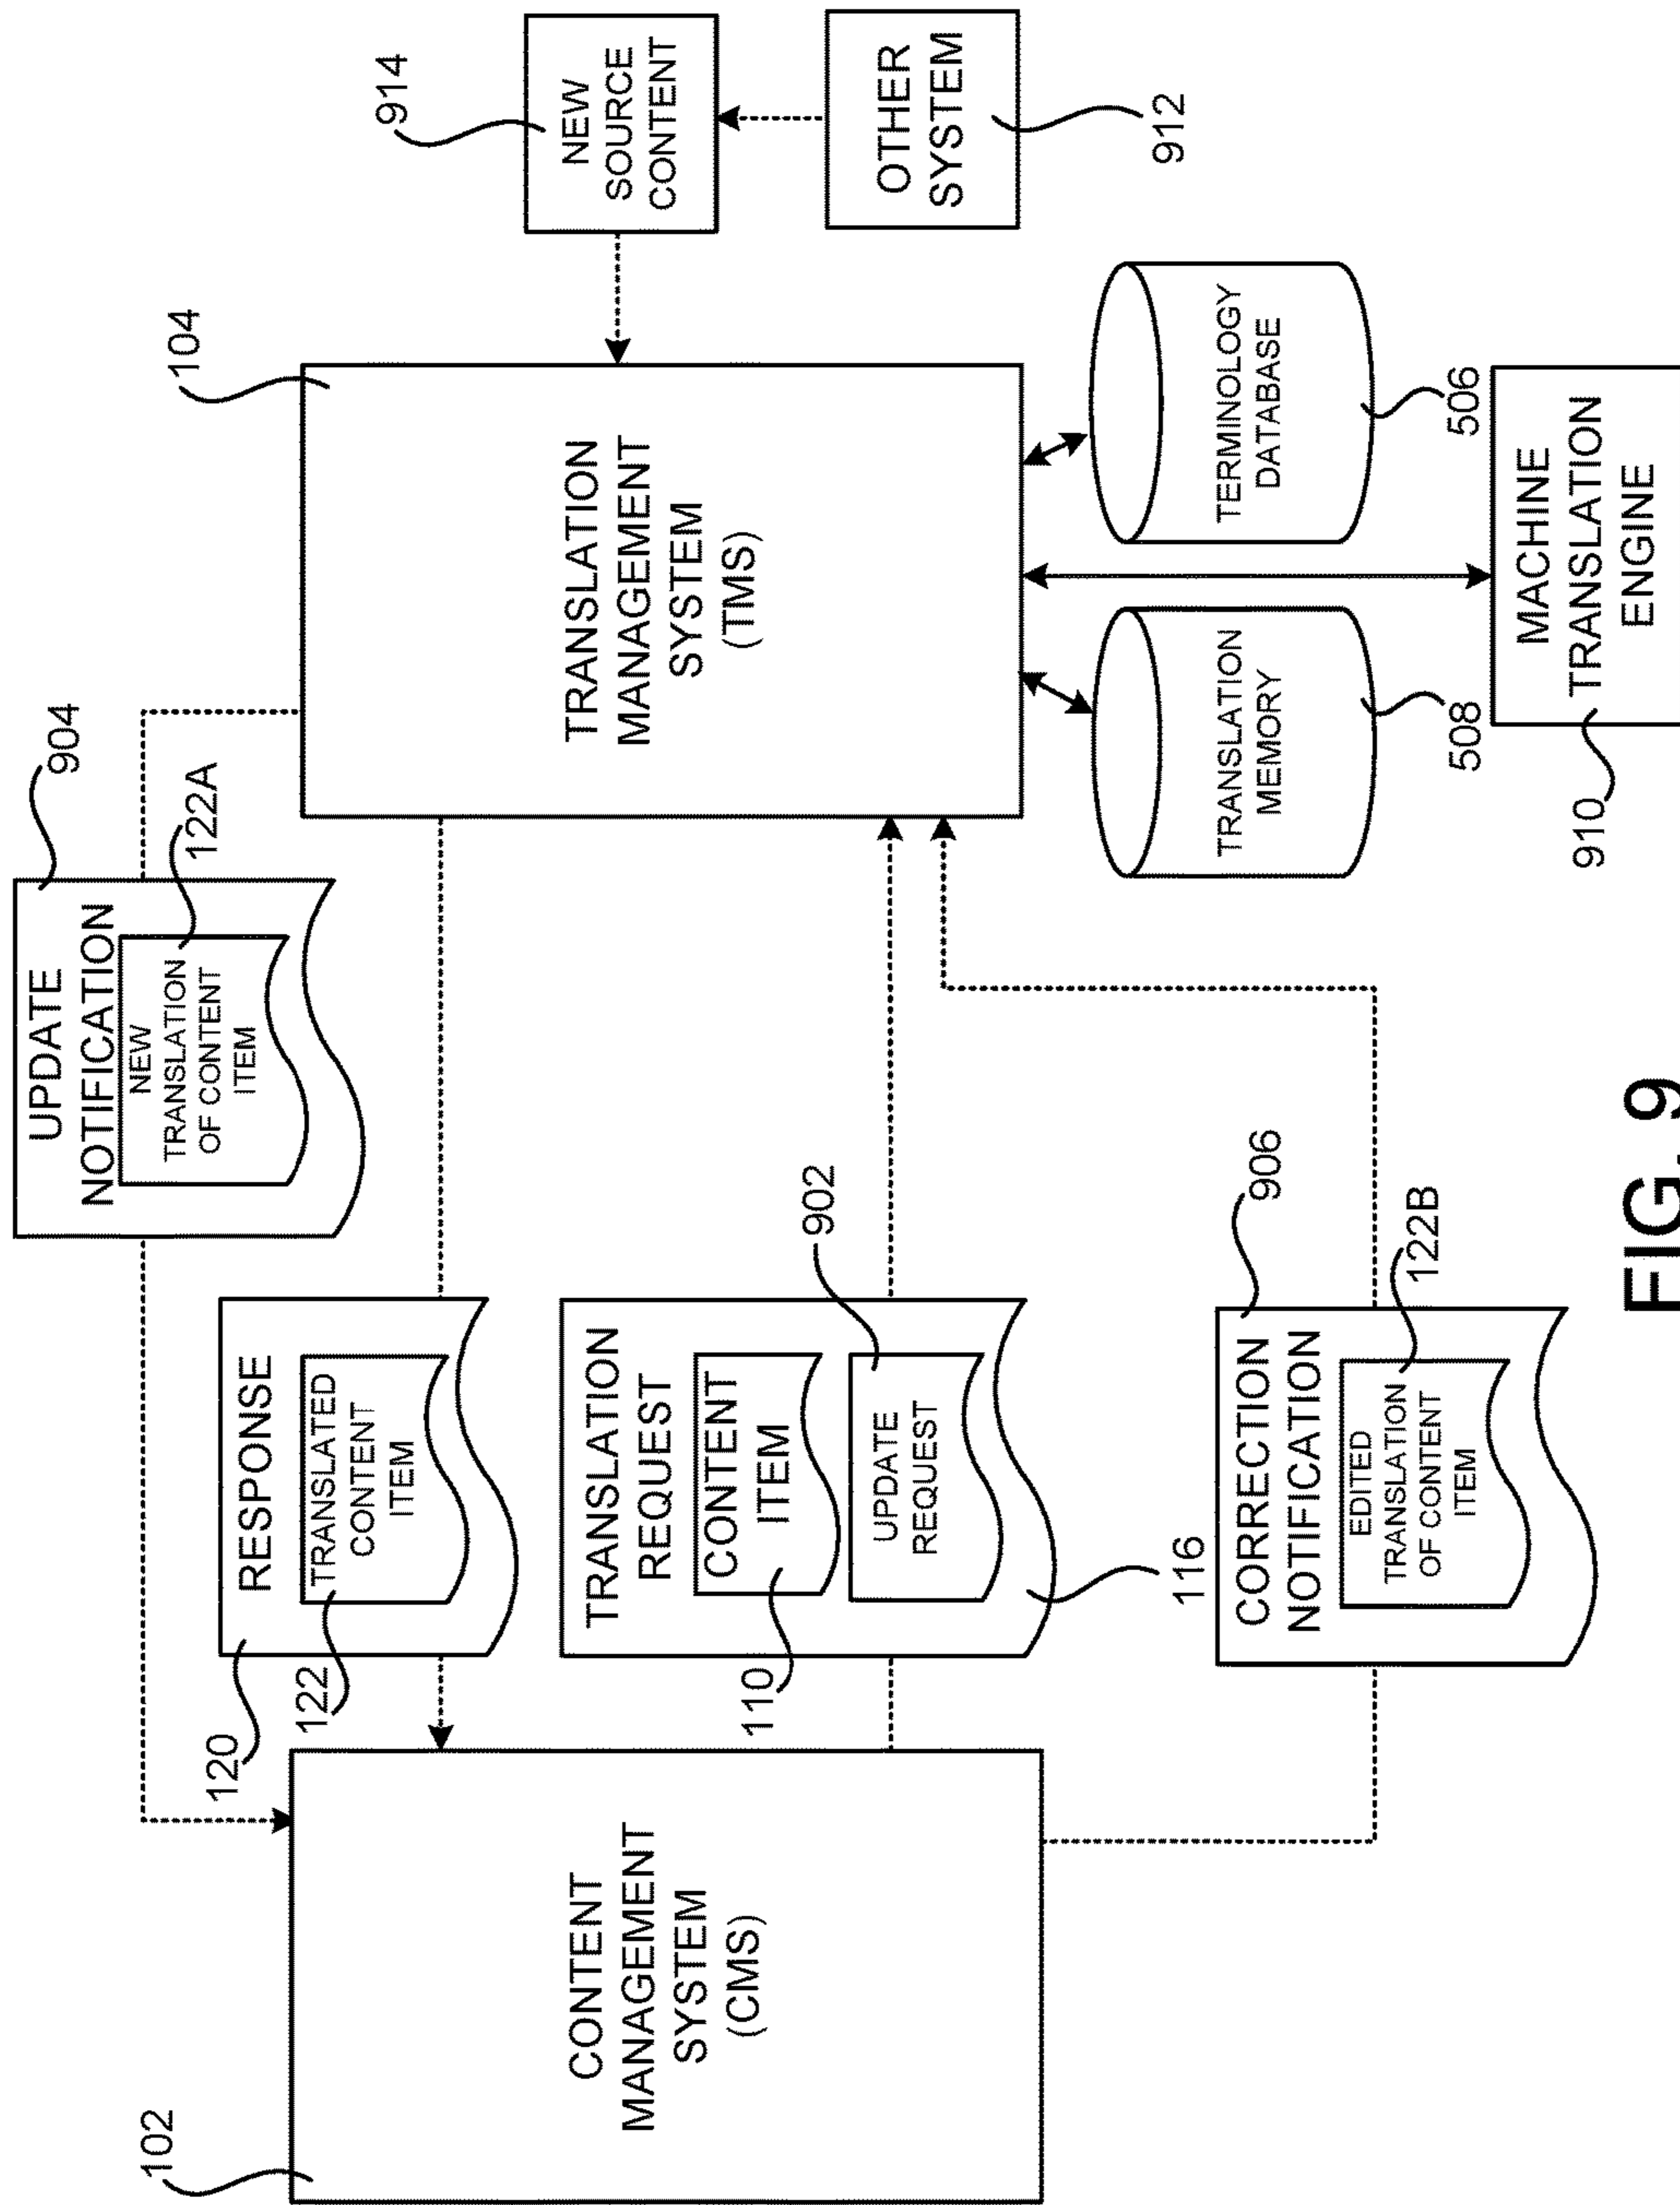 UPDATE
NOTIFICATION
904
NEW
TRANSLATION
OF CONTENT
ITEM
122A
120
RESPONSE
122
TRANSLATED
CONTENT
ITEM
102
CONTENT
MANAGEMENT
SYSTEM
(CMS)
TRANSLATION
REQUEST
110
CONTENT
ITEM
902
UPDATE
REQUEST
116
CORRECTION
NOTIFICATION
906
EDITED
TRANSLATION
OF CONTENT
ITEM
122B
104
TRANSLATION
MANAGEMENT
SYSTEM
(TMS)
914
NEW
SOURCE
CONTENT
OTHER
SYSTEM
912
TRANSLATION
MEMORY
508
TERMINOLOGY
DATABASE
506
910
MACHINE
TRANSLATION
ENGINE
FIG. 9